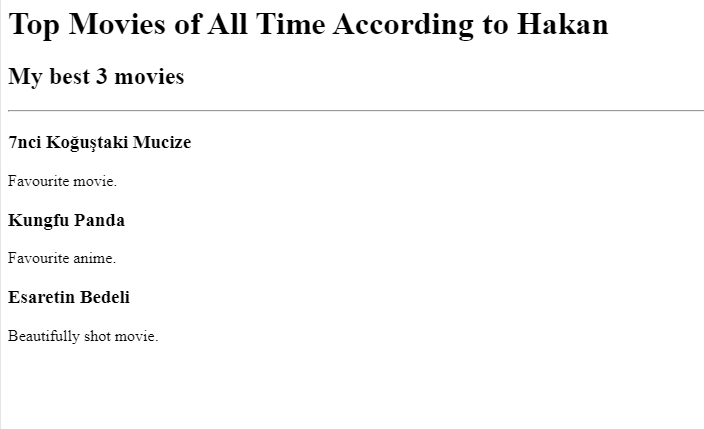 Top Movies of All Time According to Hakan
My best 3 movies
7nci Koğuştaki Mucize
Favourite movie.
Kungfu Panda
Favourite anime.
Esaretin Bedeli
Beautifully shot movie.